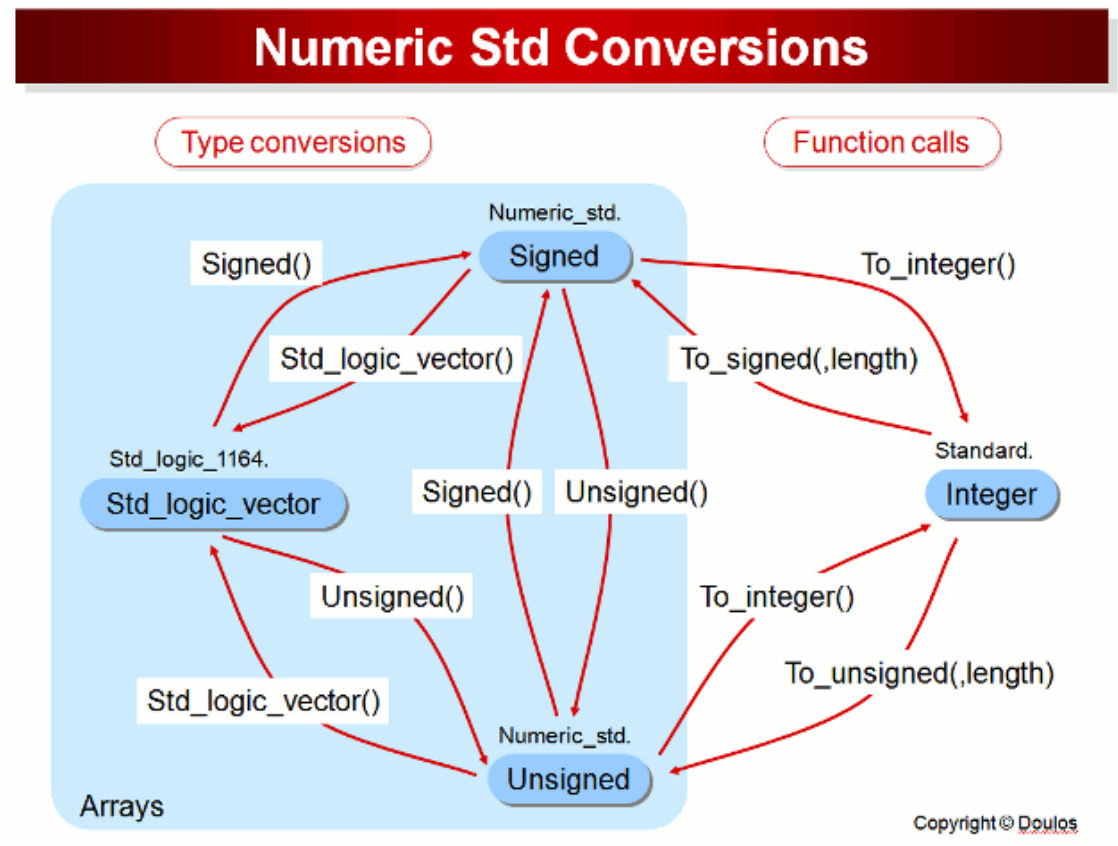 Numeric Std Conversions
Type conversions
Function calls
Numeric_std.
Signed
Signed()
To_integer()
Std_logic_vector()
To_signed(,length)
Std_logic_1164.
Std_logic_vector
Standard.
Integer
Signed()
Unsigned()
Unsigned()
To_integer()
Std_logic_vector()
To_unsigned(,length)
Numeric_std.
Unsigned
Arrays
Copyright © Doulos